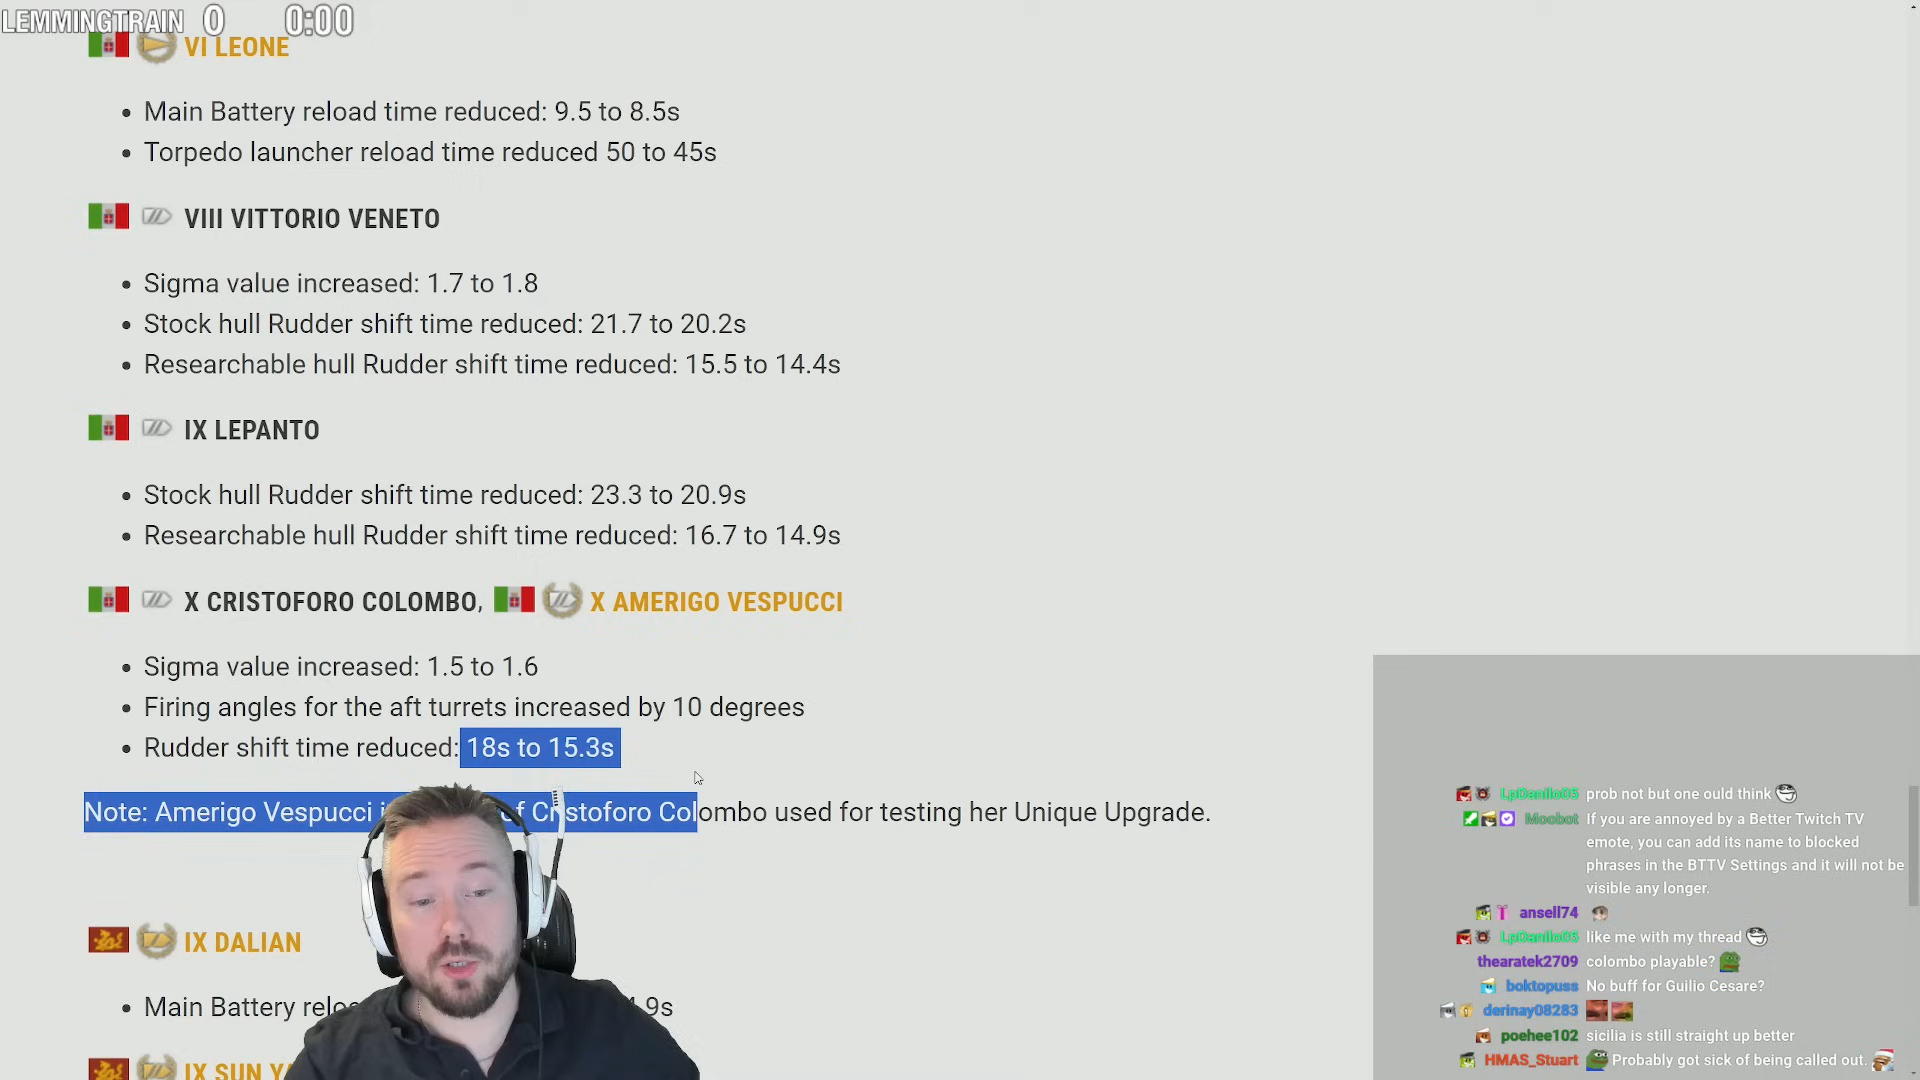 LEMMINGTRAIN 0 0:00
VI LEONE
• Main Battery reload time reduced: 9.5 to 8.5s
• Torpedo launcher reload time reduced 50 to 45s
VIII VITTORIO VENETO
• Sigma value increased: 1.7 to 1.8
• Stock hull Rudder shift time reduced: 21.7 to 20.2s
• Researchable hull Rudder shift time reduced: 15.5 to 14.4s
IX LEPANTO
• Stock hull Rudder shift time reduced: 23.3 to 20.9s
• Researchable hull Rudder shift time reduced: 16.7 to 14.9s
X CRISTOFORO COLOMBO, X AMERIGO VESPUCCI
• Sigma value increased: 1.5 to 1.6
• Firing angles for the aft turrets increased by 10 degrees
• Rudder shift time reduced: 18s to 15.3s
Note: Amerigo Vespucci of Cristoforo Colombo used for testing her Unique Upgrade.
IX DALIAN
• Main Battery .9s
IX SUN
LpDanilo05 prob not but one ould think
Moobot If you are annoyed by a Better Twitch TV
emote, you can add its name to blocked
phrases in the BTTV Settings and it will not be
visible any longer.
ansell74
LpDanilo05 like me with my thread
thearatek2709 colombo playable?
boktopuss No buff for Guilio Cesare?
derinay08283
poehee102 sicilia is still straight up better
HMAS_Stuart Probably got sick of being called out.